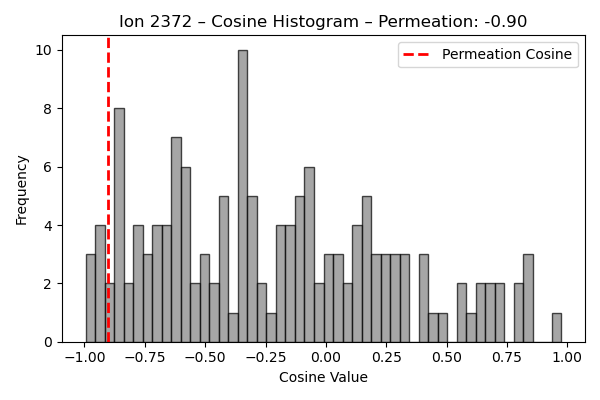 Ion 2372 – Cosine Histogram – Permeation: -0.90
Permeation Cosine
Frequency
10
8
6
4
2
0
−1.00 −0.75 −0.50 −0.25 0.00 0.25 0.50 0.75 1.00
Cosine Value